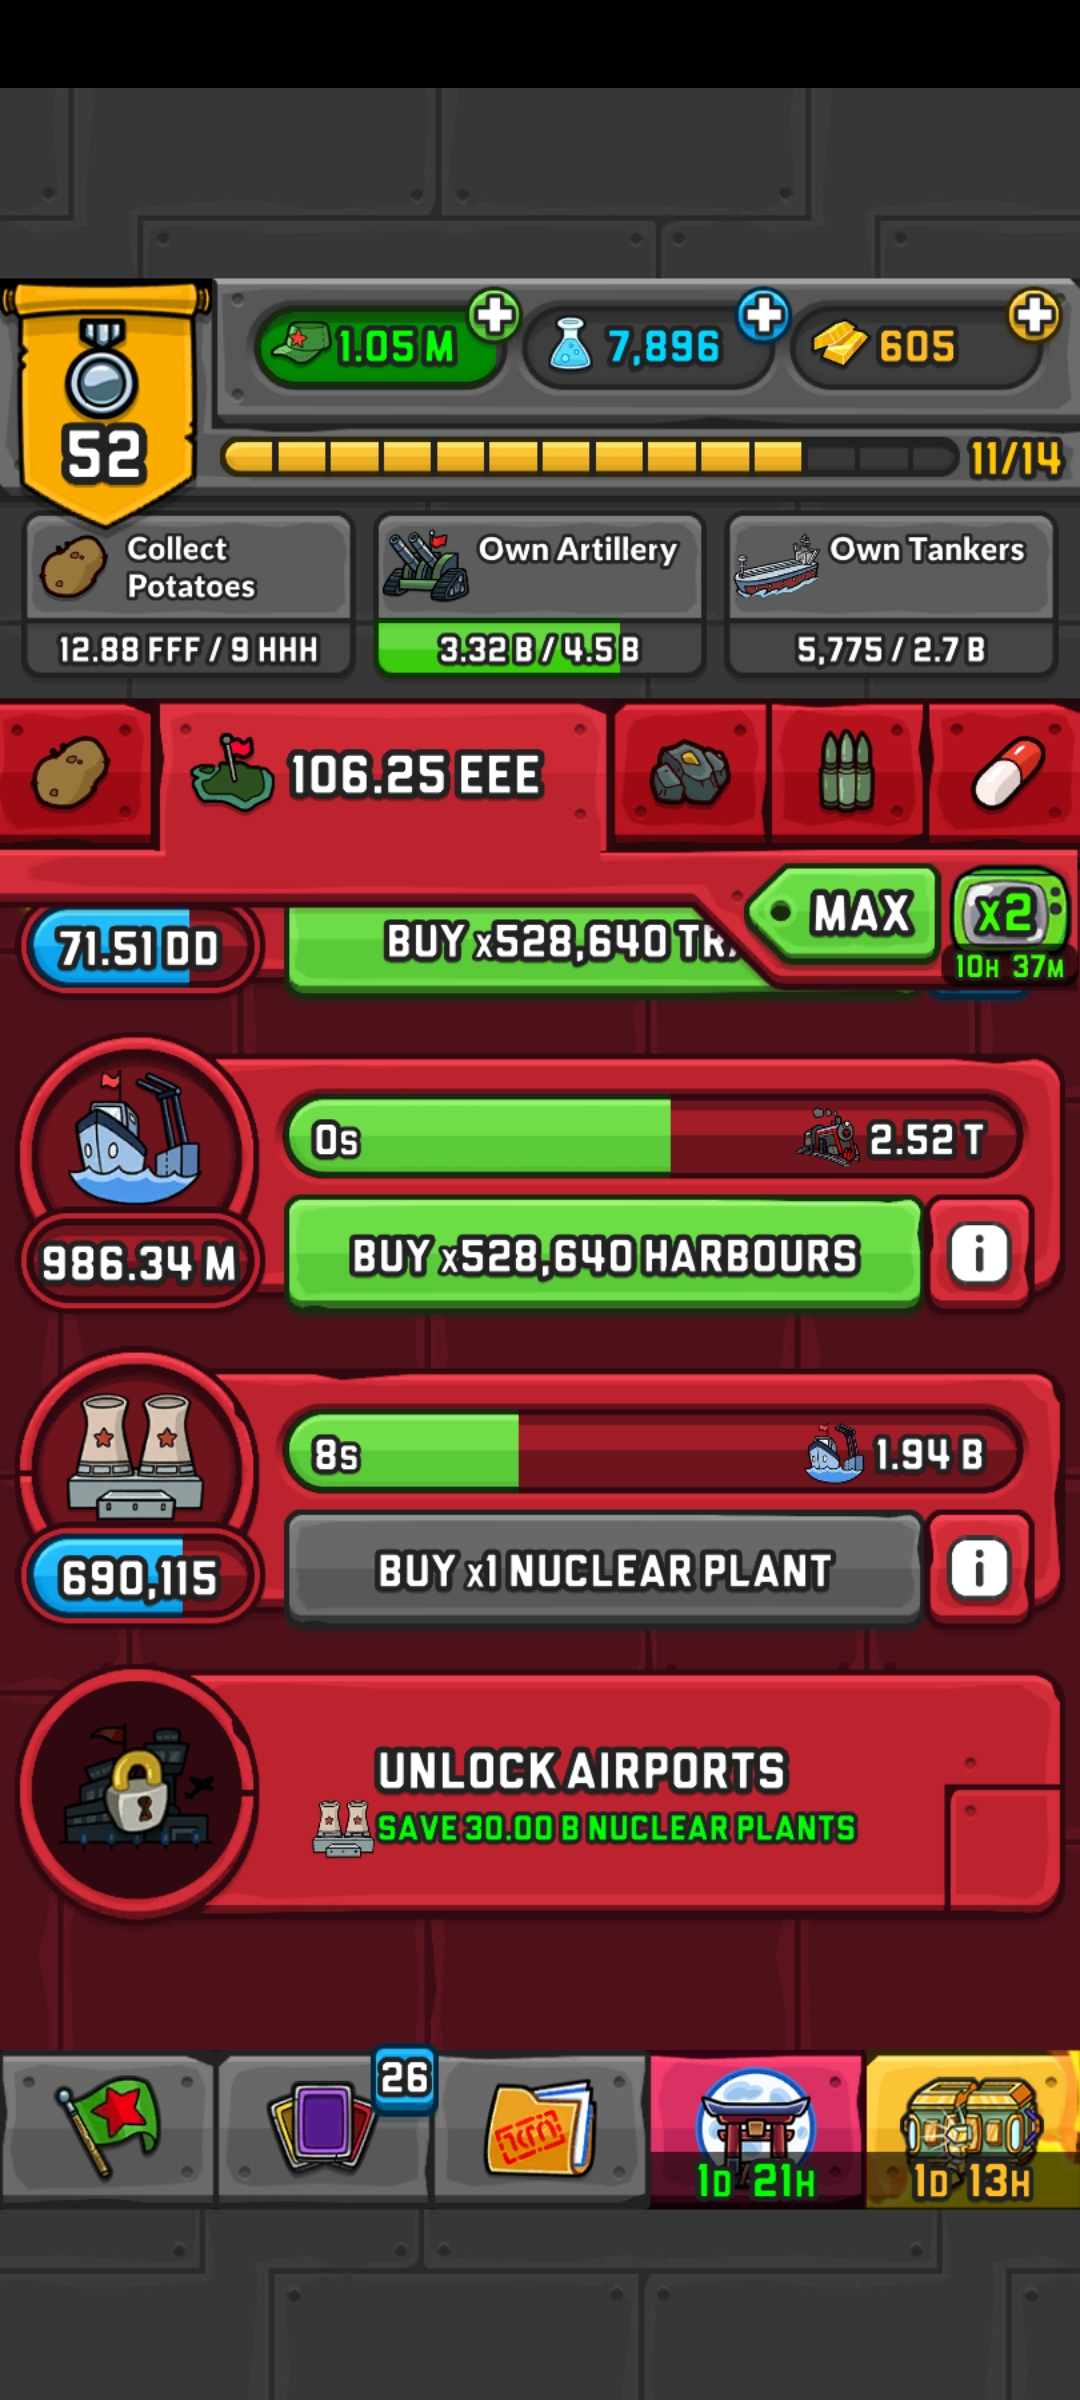 1.05 M
7,896
605
52
11/14
Collect
Potatoes
12.88 FFF / 9 HHH
Own Artillery
3.32 B / 4.5 B
Own Tankers
5,775 / 2.7 B
106.25 EEE
MAX
x2
10H 37M
71.51 DD
BUY x528,640
0s
2.52 T
986.34 M
BUY x528,640 HARBOURS
i
8s
1.94 B
690,115
BUY x1 NUCLEAR PLANT
i
UNLOCK AIRPORTS
SAVE 30.00 B NUCLEAR PLANTS
26
1D 21H
1D 13H